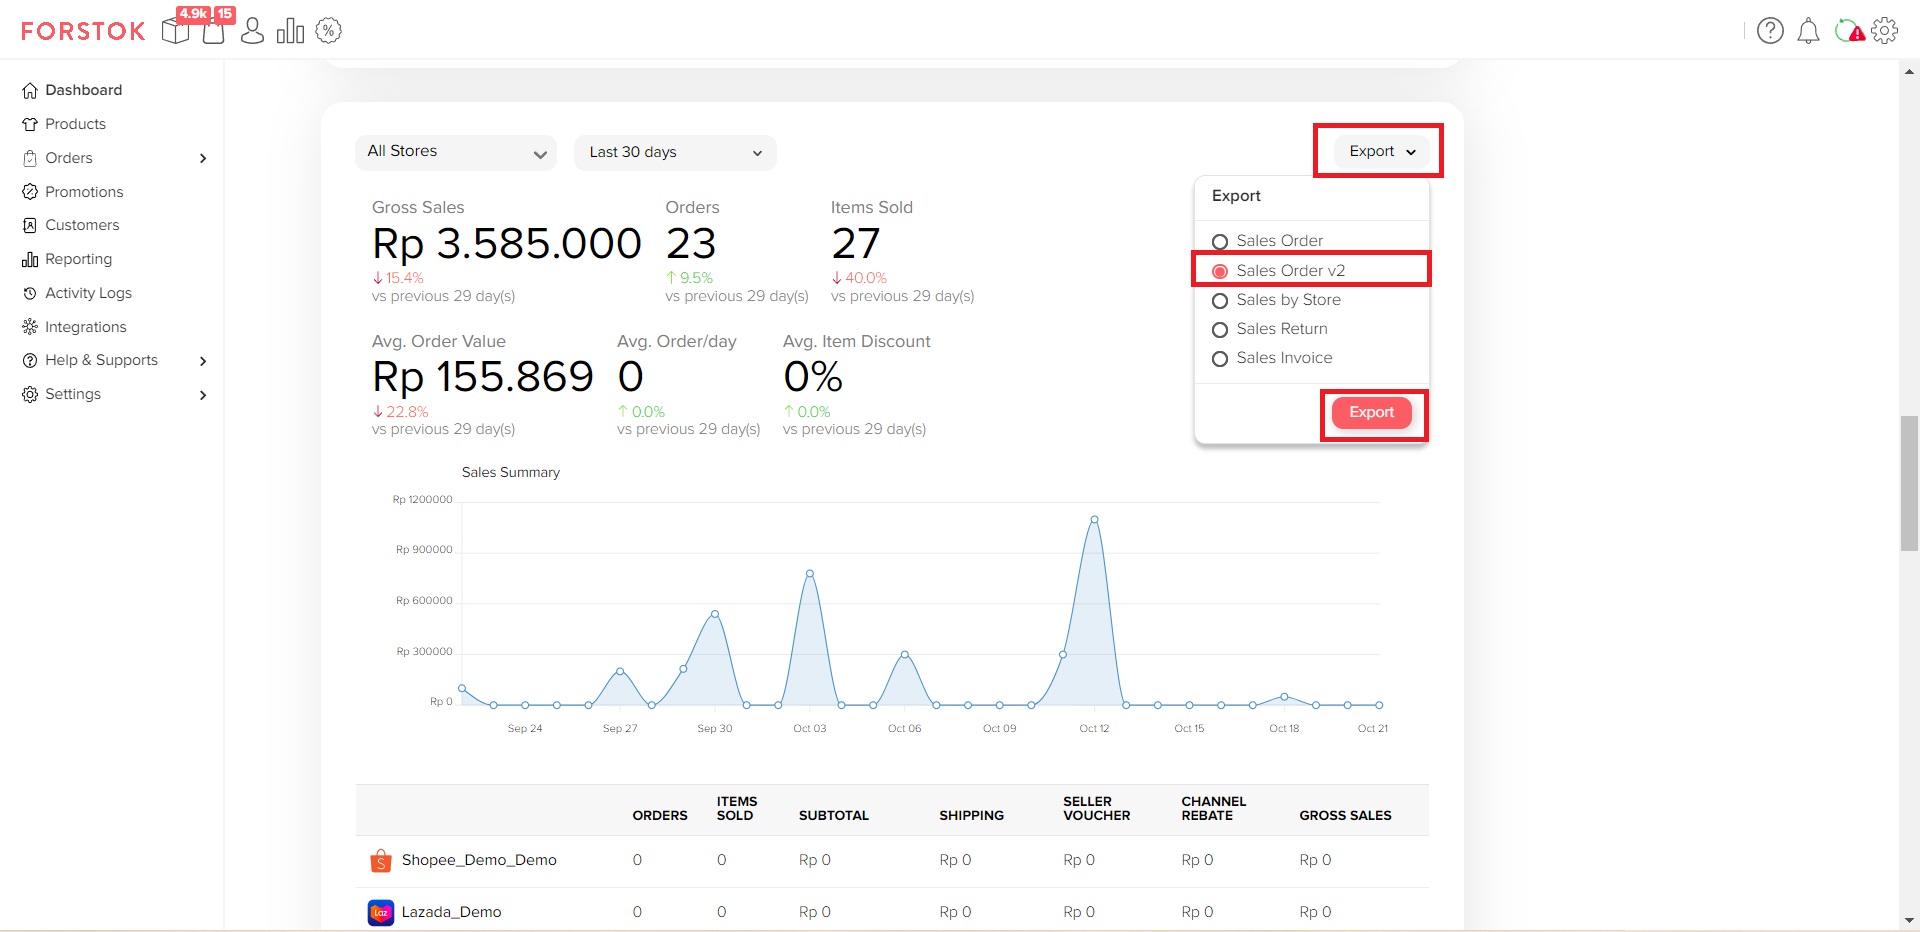 FORSTOK
4.9k
15
Dashboard
Products
Orders
Promotions
Customers
Reporting
Activity Logs
Integrations
Help & Supports
Settings
All Stores
Last 30 days
Export
Export
Sales Order
Sales Order v2
Sales by Store
Sales Return
Sales Invoice
Export
Gross Sales
Rp 3.585.000
15.4%
vs previous 29 day(s)
Orders
23
9.5%
vs previous 29 day(s)
Items Sold
27
40.0%
vs previous 29 day(s)
Avg. Order Value
Rp 155.869
22.8%
vs previous 29 day(s)
Avg. Order/day
0
0.0%
vs previous 29 day(s)
Avg. Item Discount
0%
0.0%
vs previous 29 day(s)
Sales Summary
Rp 1200000
Rp 900000
Rp 600000
Rp 300000
Rp 0
Sep 24 Sep 27 Sep 30 Oct 03 Oct 06 Oct 09 Oct 12 Oct 15 Oct 18 Oct 21
ORDERS ITEMS SOLD SUBTOTAL SHIPPING SELLER VOUCHER CHANNEL REBATE GROSS SALES
Shopee_Demo_Demo 0 0 Rp 0 Rp 0 Rp 0 Rp 0 Rp 0
Laz Lazada_Demo 0 0 Rp 0 Rp 0 Rp 0 Rp 0 Rp 0